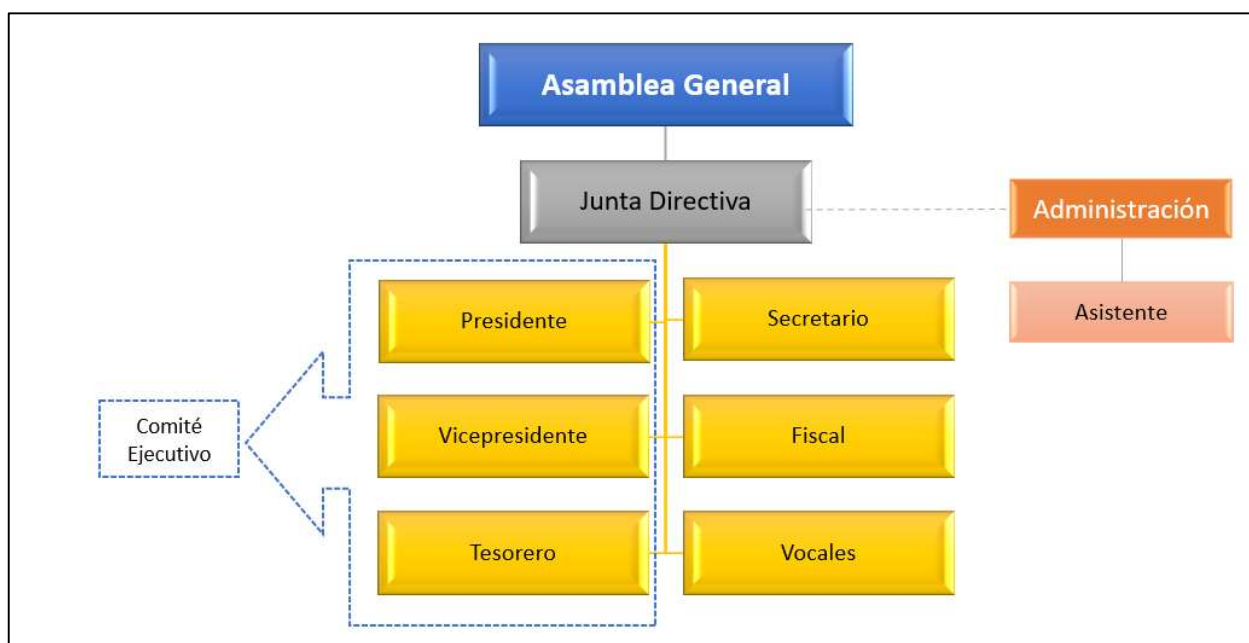 Asamblea General
Junta Directiva
Administración
Asistente
Presidente
Secretario
Comité
Ejecutivo
Vicepresidente
Fiscal
Tesorero
Vocales